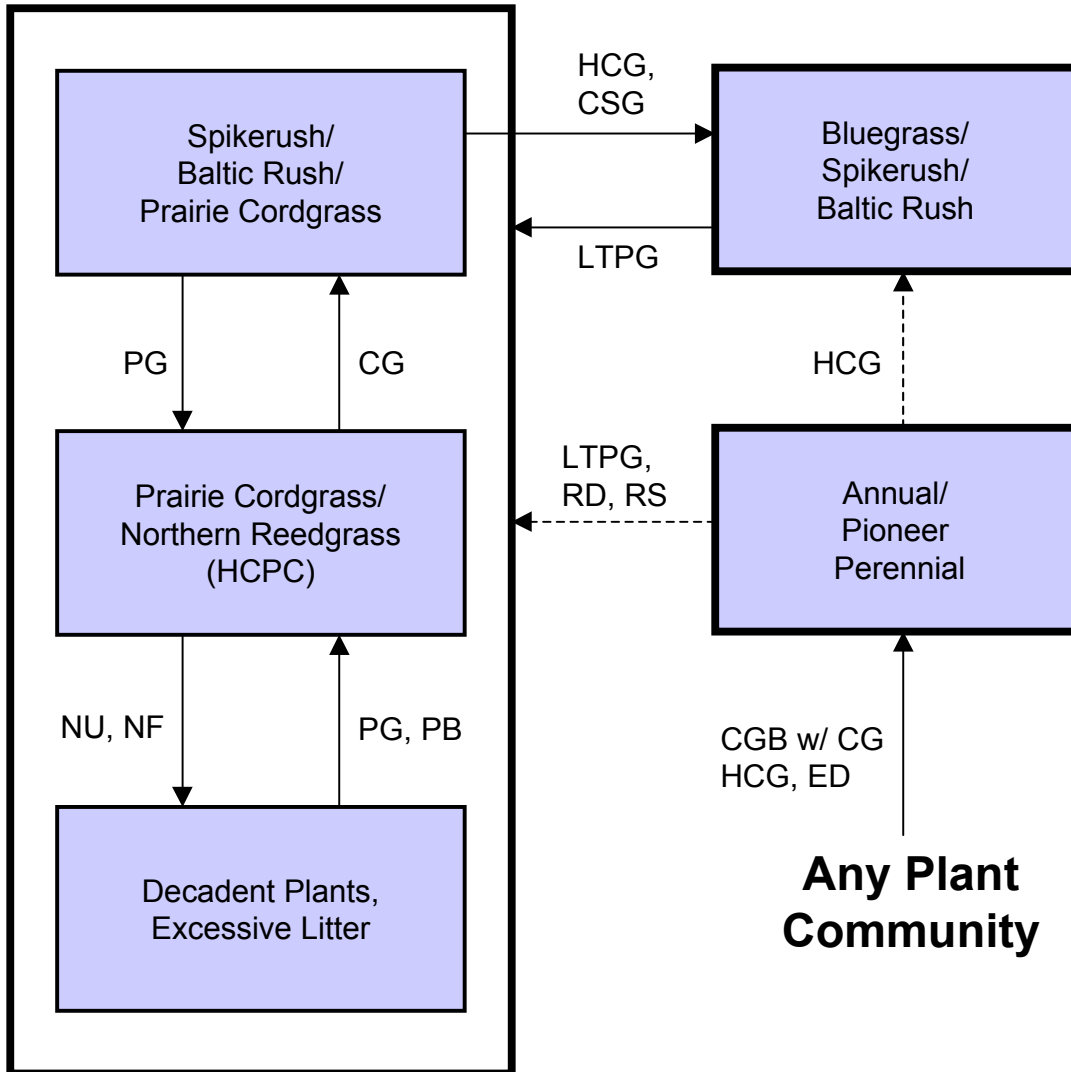 Spikerush/
Baltic Rush/
Prairie Cordgrass
HCG,
CSG
Bluegrass/
Spikerush/
Baltic Rush
LTPG
PG
CG
HCG
Prairie Cordgrass/
Northern Reedgrass
(HCPC)
LTPG,
RD, RS
Annual/
Pioneer
Perennial
NU, NF
PG, PB
CGB w/ CG
HCG, ED
Decadent Plants,
Excessive Litter
Any Plant
Community